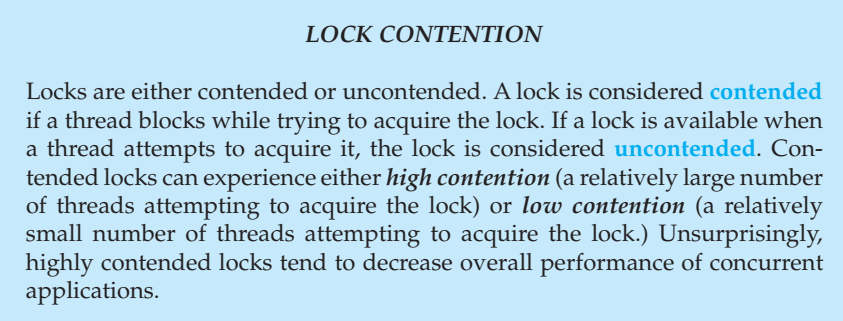 LOCK CONTENTION
Locks are either contended or uncontended. A lock is considered contended
if a thread blocks while trying to acquire the lock. If a lock is available when
a thread attempts to acquire it, the lock is considered uncontended. Con-
tended locks can experience either high contention (a relatively large number
of threads attempting to acquire the lock) or low contention (a relatively
small number of threads attempting to acquire the lock.) Unsurprisingly,
highly contended locks tend to decrease overall performance of concurrent
applications.